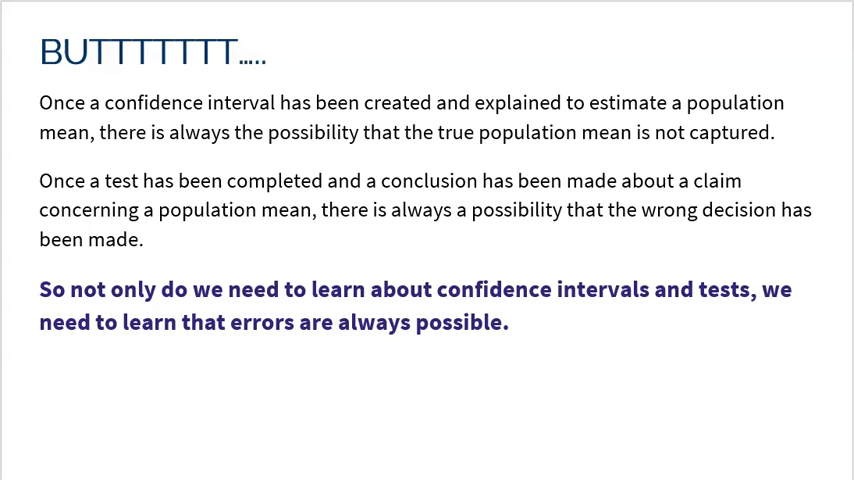 BUTTTTTTT…..
Once a confidence interval has been created and explained to estimate a population
mean, there is always the possibility that the true population mean is not captured.
Once a test has been completed and a conclusion has been made about a claim
concerning a population mean, there is always a possibility that the wrong decision has
been made.
So not only do we need to learn about confidence intervals and tests, we
need to learn that errors are always possible.